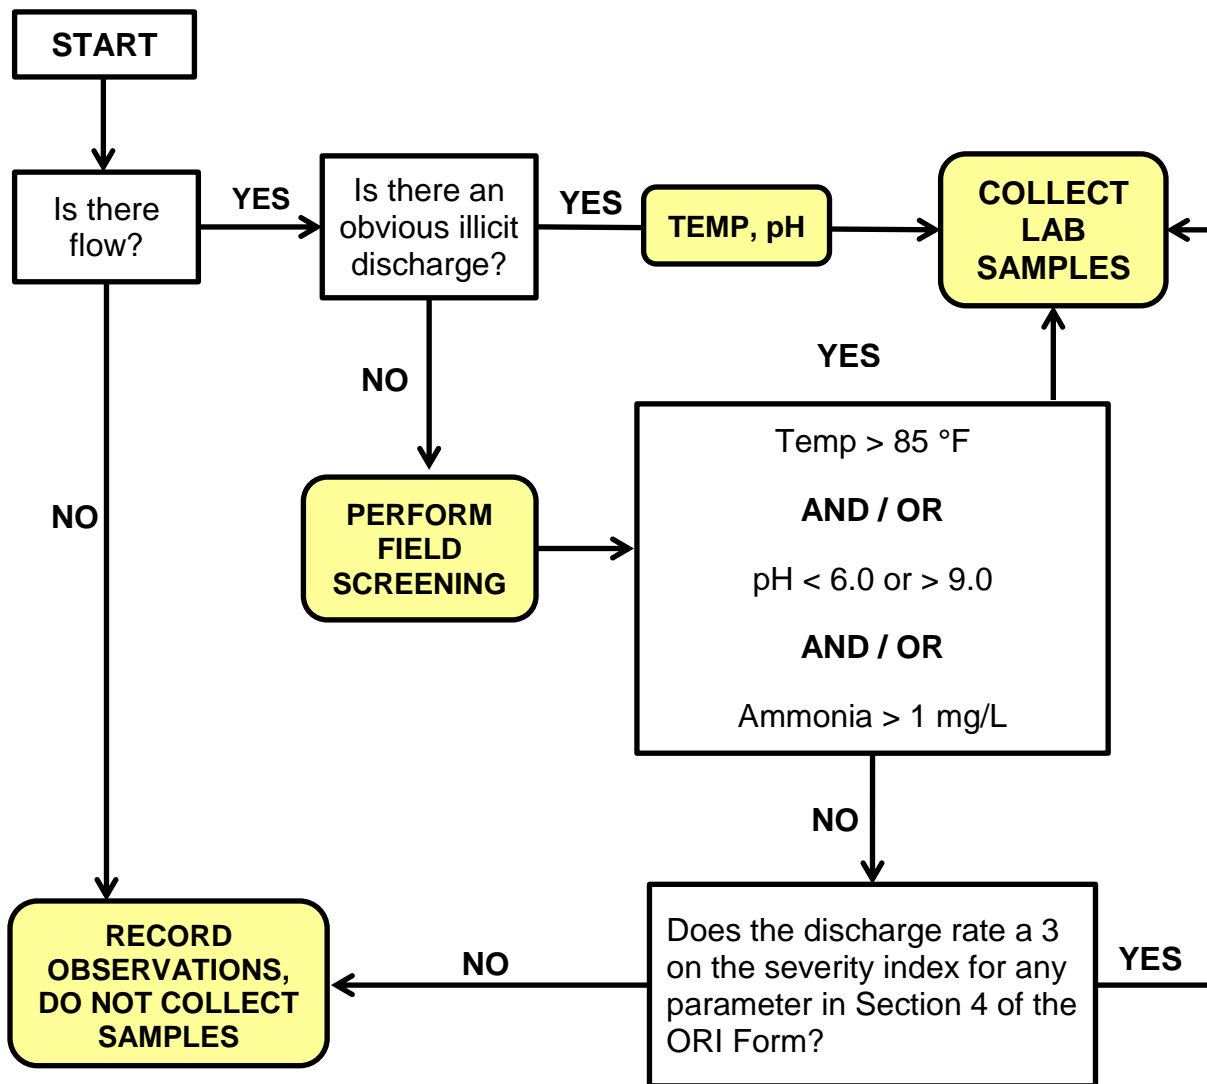 START
Is there
flow?
YES
Is there an
obvious illicit
discharge?
YES
TEMP, pH
COLLECT
LAB
SAMPLES
NO
NO
YES
PERFORM
FIELD
SCREENING
Temp > 85 °F
AND / OR
pH < 6.0 or > 9.0
AND / OR
Ammonia > 1 mg/L
NO
RECORD
OBSERVATIONS,
DO NOT COLLECT
SAMPLES
NO
Does the discharge rate a 3
on the severity index for any
parameter in Section 4 of the
ORI Form?
YES